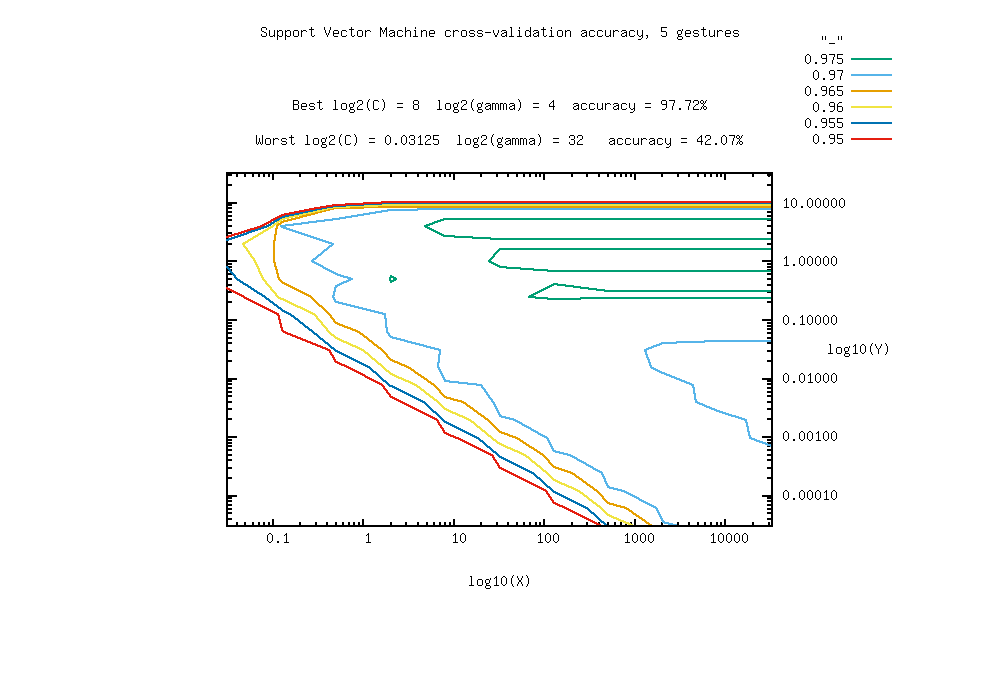 Support Vector Machine cross-validation accuracy, 5 gestures
"_"
0.975
0.97
0.965
0.96
0.955
0.95
Best log2(C) = 8  log2(gamma) = 4  accuracy = 97.72%
Worst log2(C) = 0.03125  log2(gamma) = 32   accuracy = 42.07%
10.00000
1.00000
0.10000
log10(Y)
0.01000
0.00100
0.00010
0.1 1 10 100 1000 10000
log10(X)